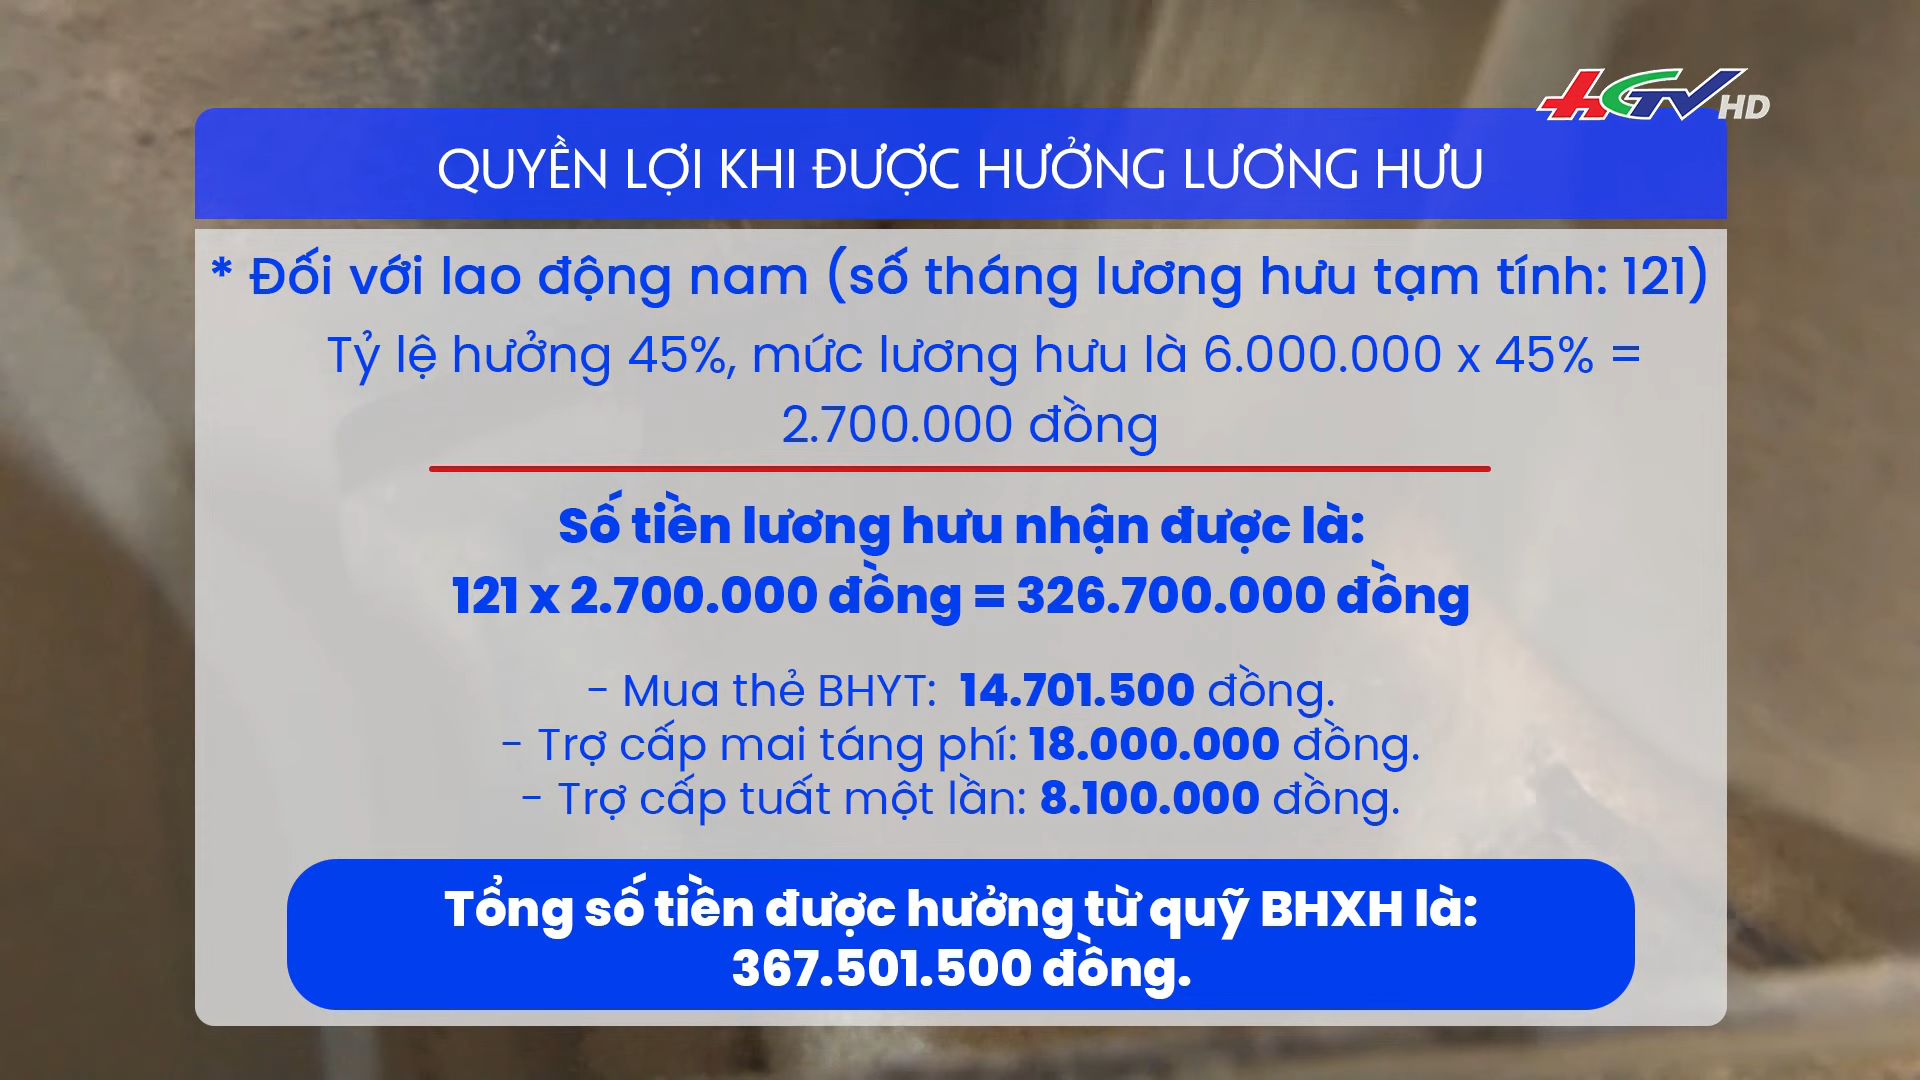 HGTV HD
QUYỀN LỢI KHI ĐƯỢC HƯỞNG LƯƠNG HƯU
* Đối với lao động nam (số tháng lương hưu tạm tính: 121)
Tỷ lệ hưởng 45%, mức lương hưu là 6.000.000 x 45% =
2.700.000 đồng
Số tiền lương hưu nhận được là:
121 x 2.700.000 đồng = 326.700.000 đồng
- Mua thẻ BHYT: 14.701.500 đồng.
- Trợ cấp mai táng phí: 18.000.000 đồng.
- Trợ cấp tuất một lần: 8.100.000 đồng.
Tổng số tiền được hưởng từ quỹ BHXH là:
367.501.500 đồng.